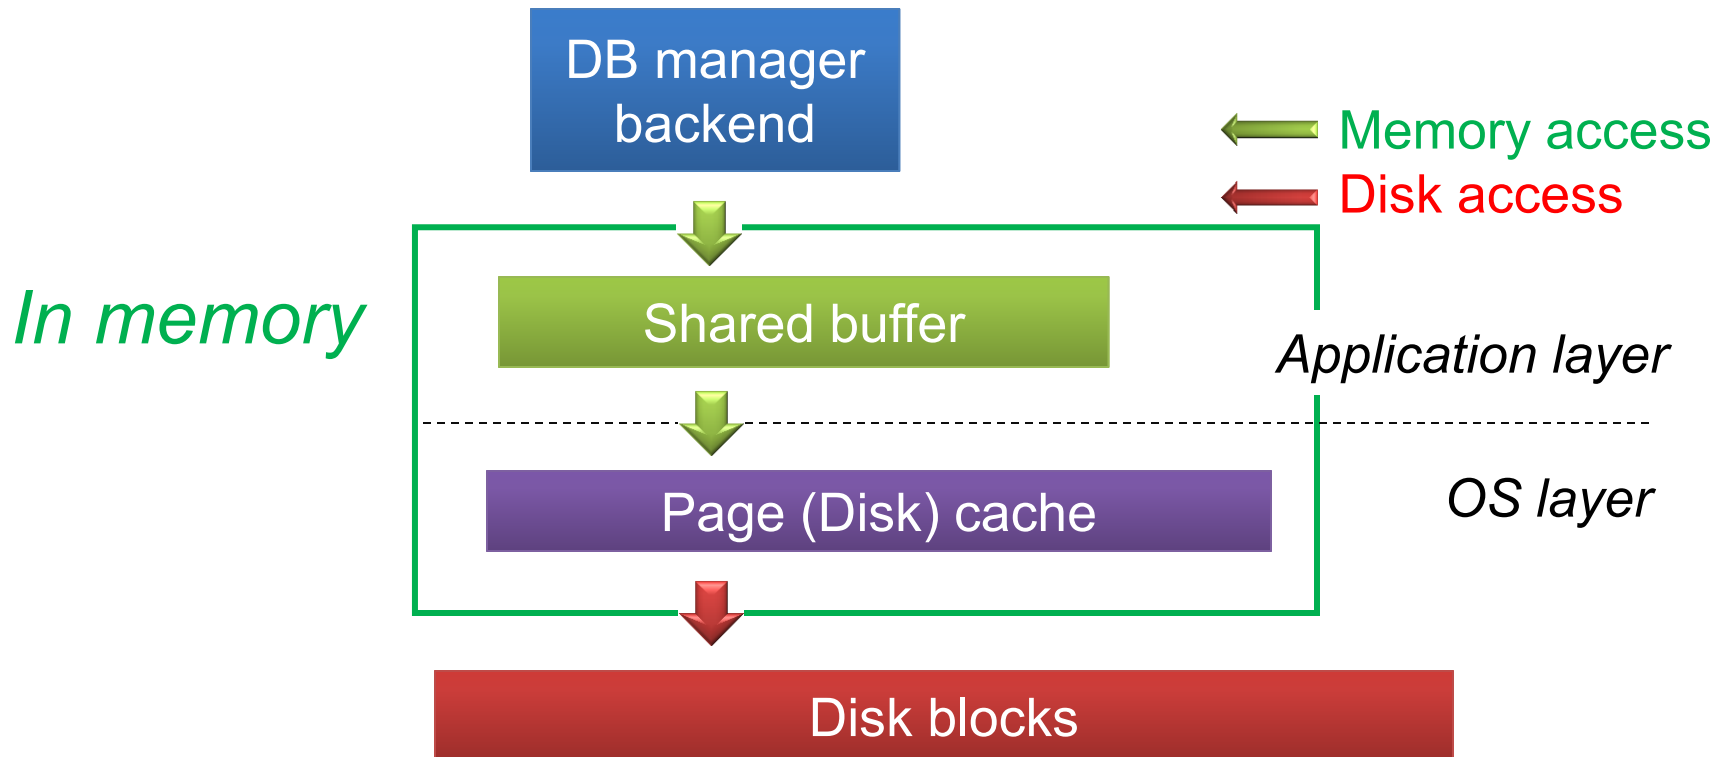 DB manager
backend
Memory access
Disk access
In memory
Shared buffer
Application layer
Page (Disk) cache
OS layer
Disk blocks